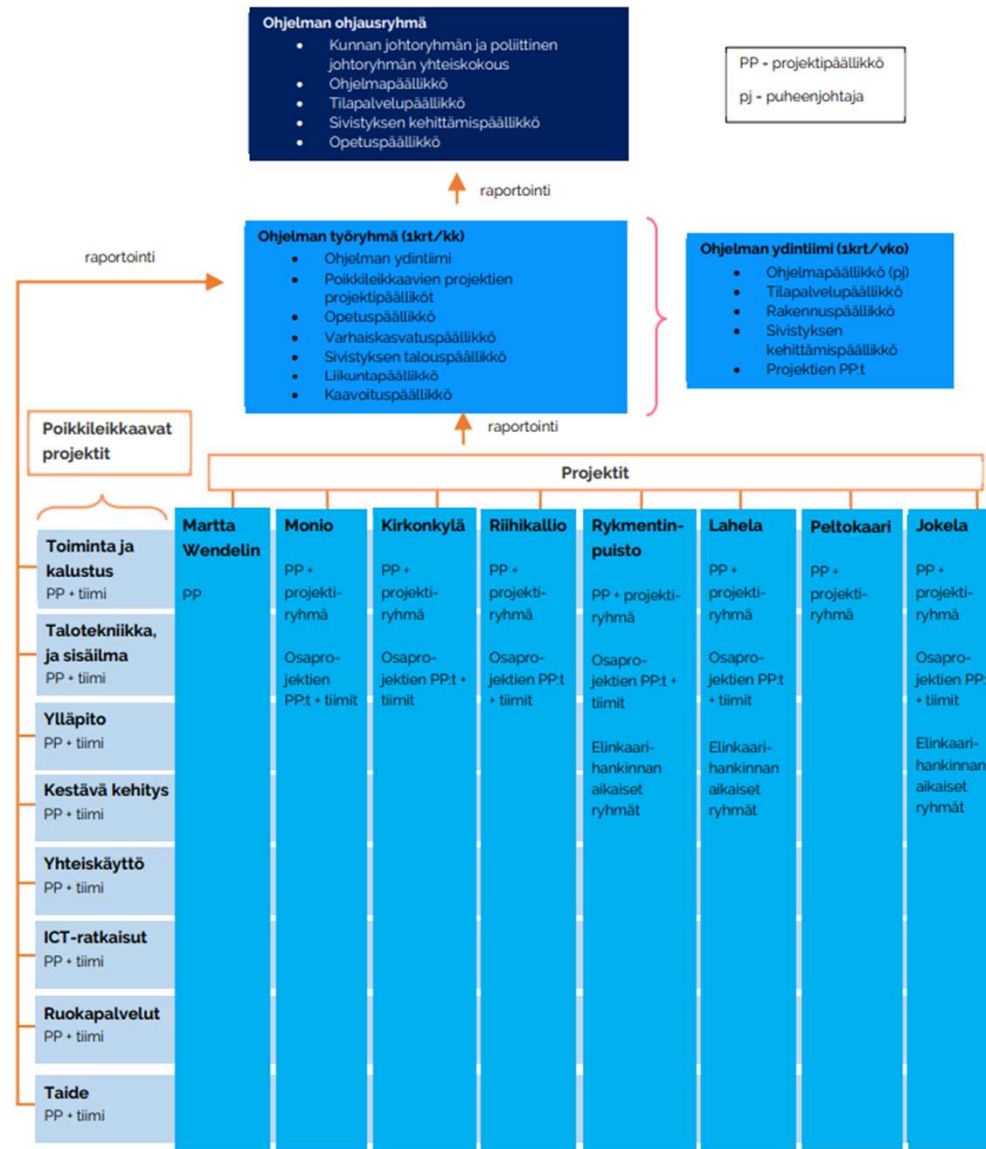 Ohjelman ohjausryhmä
• Kunnan johtoryhmän ja poliittinen
johtoryhmän yhteiskokous
• Ohjelmapäällikkö
• Tilapalvelupäällikkö
• Sivistyksen kehittämispäällikkö
• Opetuspäällikkö
PP = projektipäällikkö
pj = puheenjohtaja
raportointi
raportointi
Ohjelman työryhmä (1krt/kk)
• Ohjelman ydintiimi
• Poikkileikkaavien projektien
projektipäälliköt
• Opetuspäällikkö
• Varhaiskasvatuspäällikkö
• Sivistyksen talouspäällikkö
• Liikuntapäällikkö
• Kaavoituspäällikkö
Ohjelman ydintiimi (1krt/vko)
• Ohjelmapäällikkö (pj)
• Tilapalvelupäällikkö
• Rakennuspäällikkö
• Sivistyksen
kehittämispäällikkö
• Projektien PP:t
raportointi
Poikkileikkaavat
projektit
Projektit
Toiminta ja
kalustus
PP + tiimi
Talotekniikka,
ja sisäilma
PP + tiimi
Ylläpito
PP + tiimi
Kestävä kehitys
PP + tiimi
Yhteiskäyttö
PP + tiimi
ICT-ratkaisut
PP + tiimi
Ruokapalvelut
PP + tiimi
Taide
PP + tiimi
Martta
Wendelin
PP
Monio
PP +
projekti-
ryhmä
Osapro-
jektien
PP:t + tiimit
Kirkonkylä
PP +
projekti-
ryhmä
Osapro-
jektien PP:t +
tiimit
Riihikallio
PP +
projekti-
ryhmä
Osapro-
jektien PP:t
+ tiimit
Rykmentin-
puisto
PP + projekti-
ryhmä
Osapro-
jektien PP:t +
tiimit
Elinkaari-
hankinnan
aikaiset
ryhmät
Lahela
PP +
projekti-
ryhmä
Osapro-
jektien PP:t
+ tiimit
Elinkaari-
hankinnan
aikaiset
ryhmät
Peltokaari
PP +
projekti-
ryhmä
Jokela
PP +
projekti-
ryhmä
Osapro-
jektien PP:t
+ tiimit
Elinkaari-
hankinnan
aikaiset
ryhmät